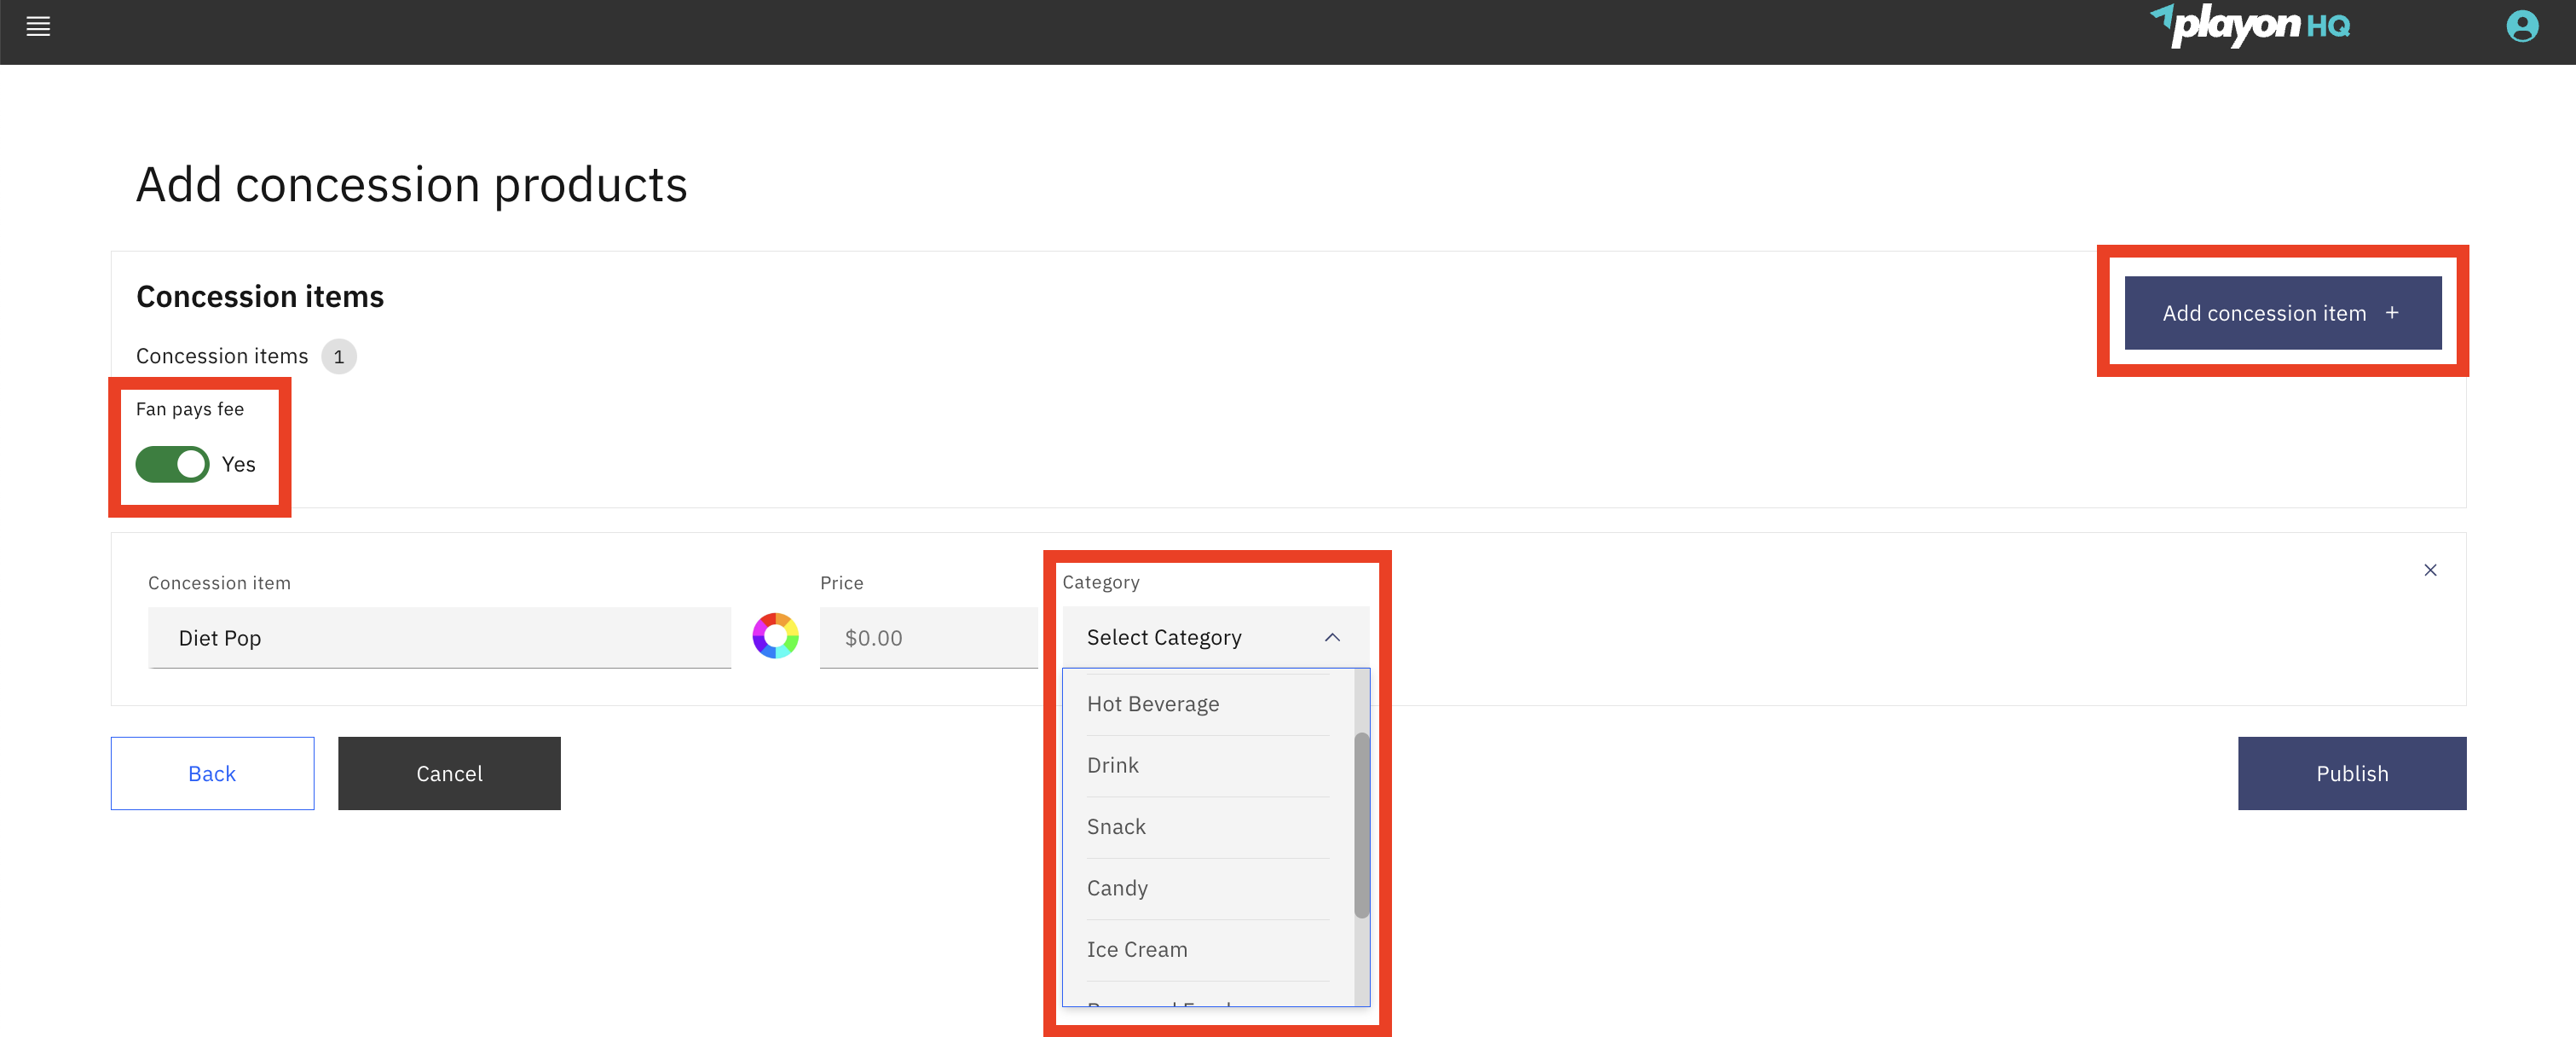 playon HQ
Add concession products
Concession items
Add concession item +
Concession items 1
Fan pays fee
Yes
Concession item
Price
Category
Diet Pop
$0.00
Select Category
Hot Beverage
Drink
Snack
Candy
Ice Cream
Back
Cancel
Publish